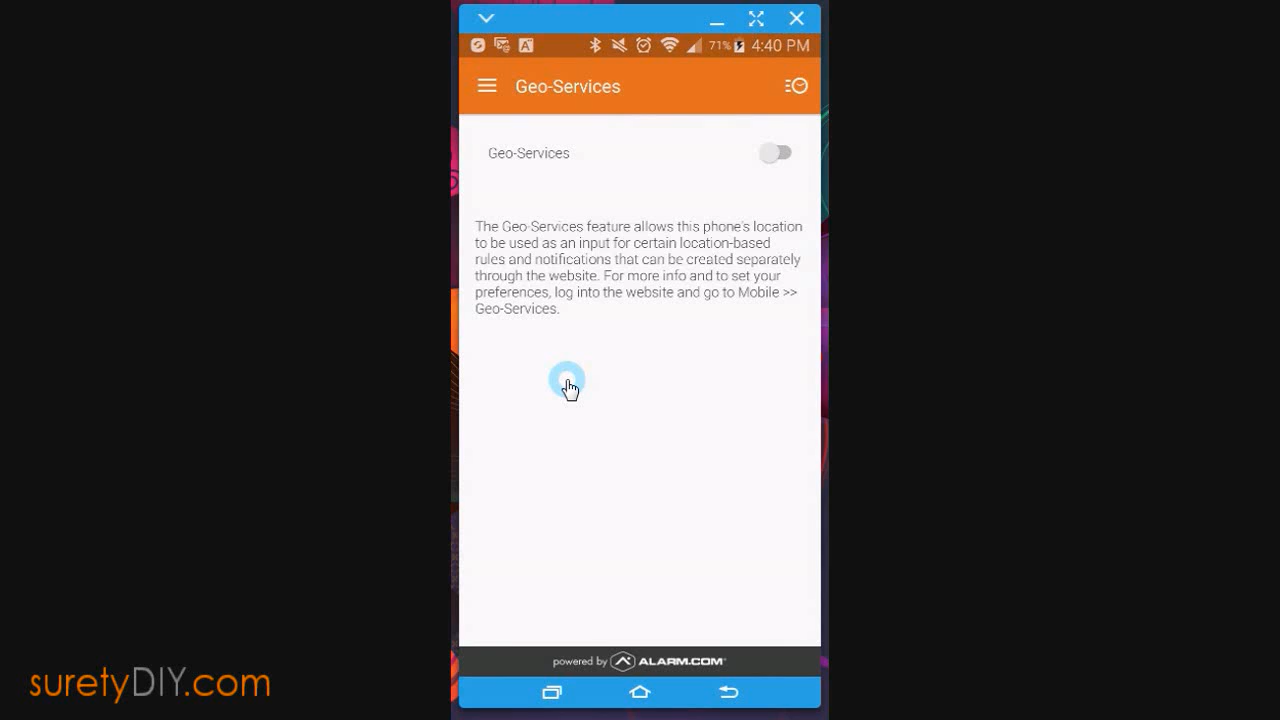 71% 4:40 PM
Geo-Services
Geo-Services
The Geo-Services feature allows this phone's location
to be used as an input for certain location-based
rules and notifications that can be created separately
through the website. For more info and to set your
preferences, log into the website and go to Mobile >>
Geo-Services.
powered by ALARM.COM
suretyDIY.com